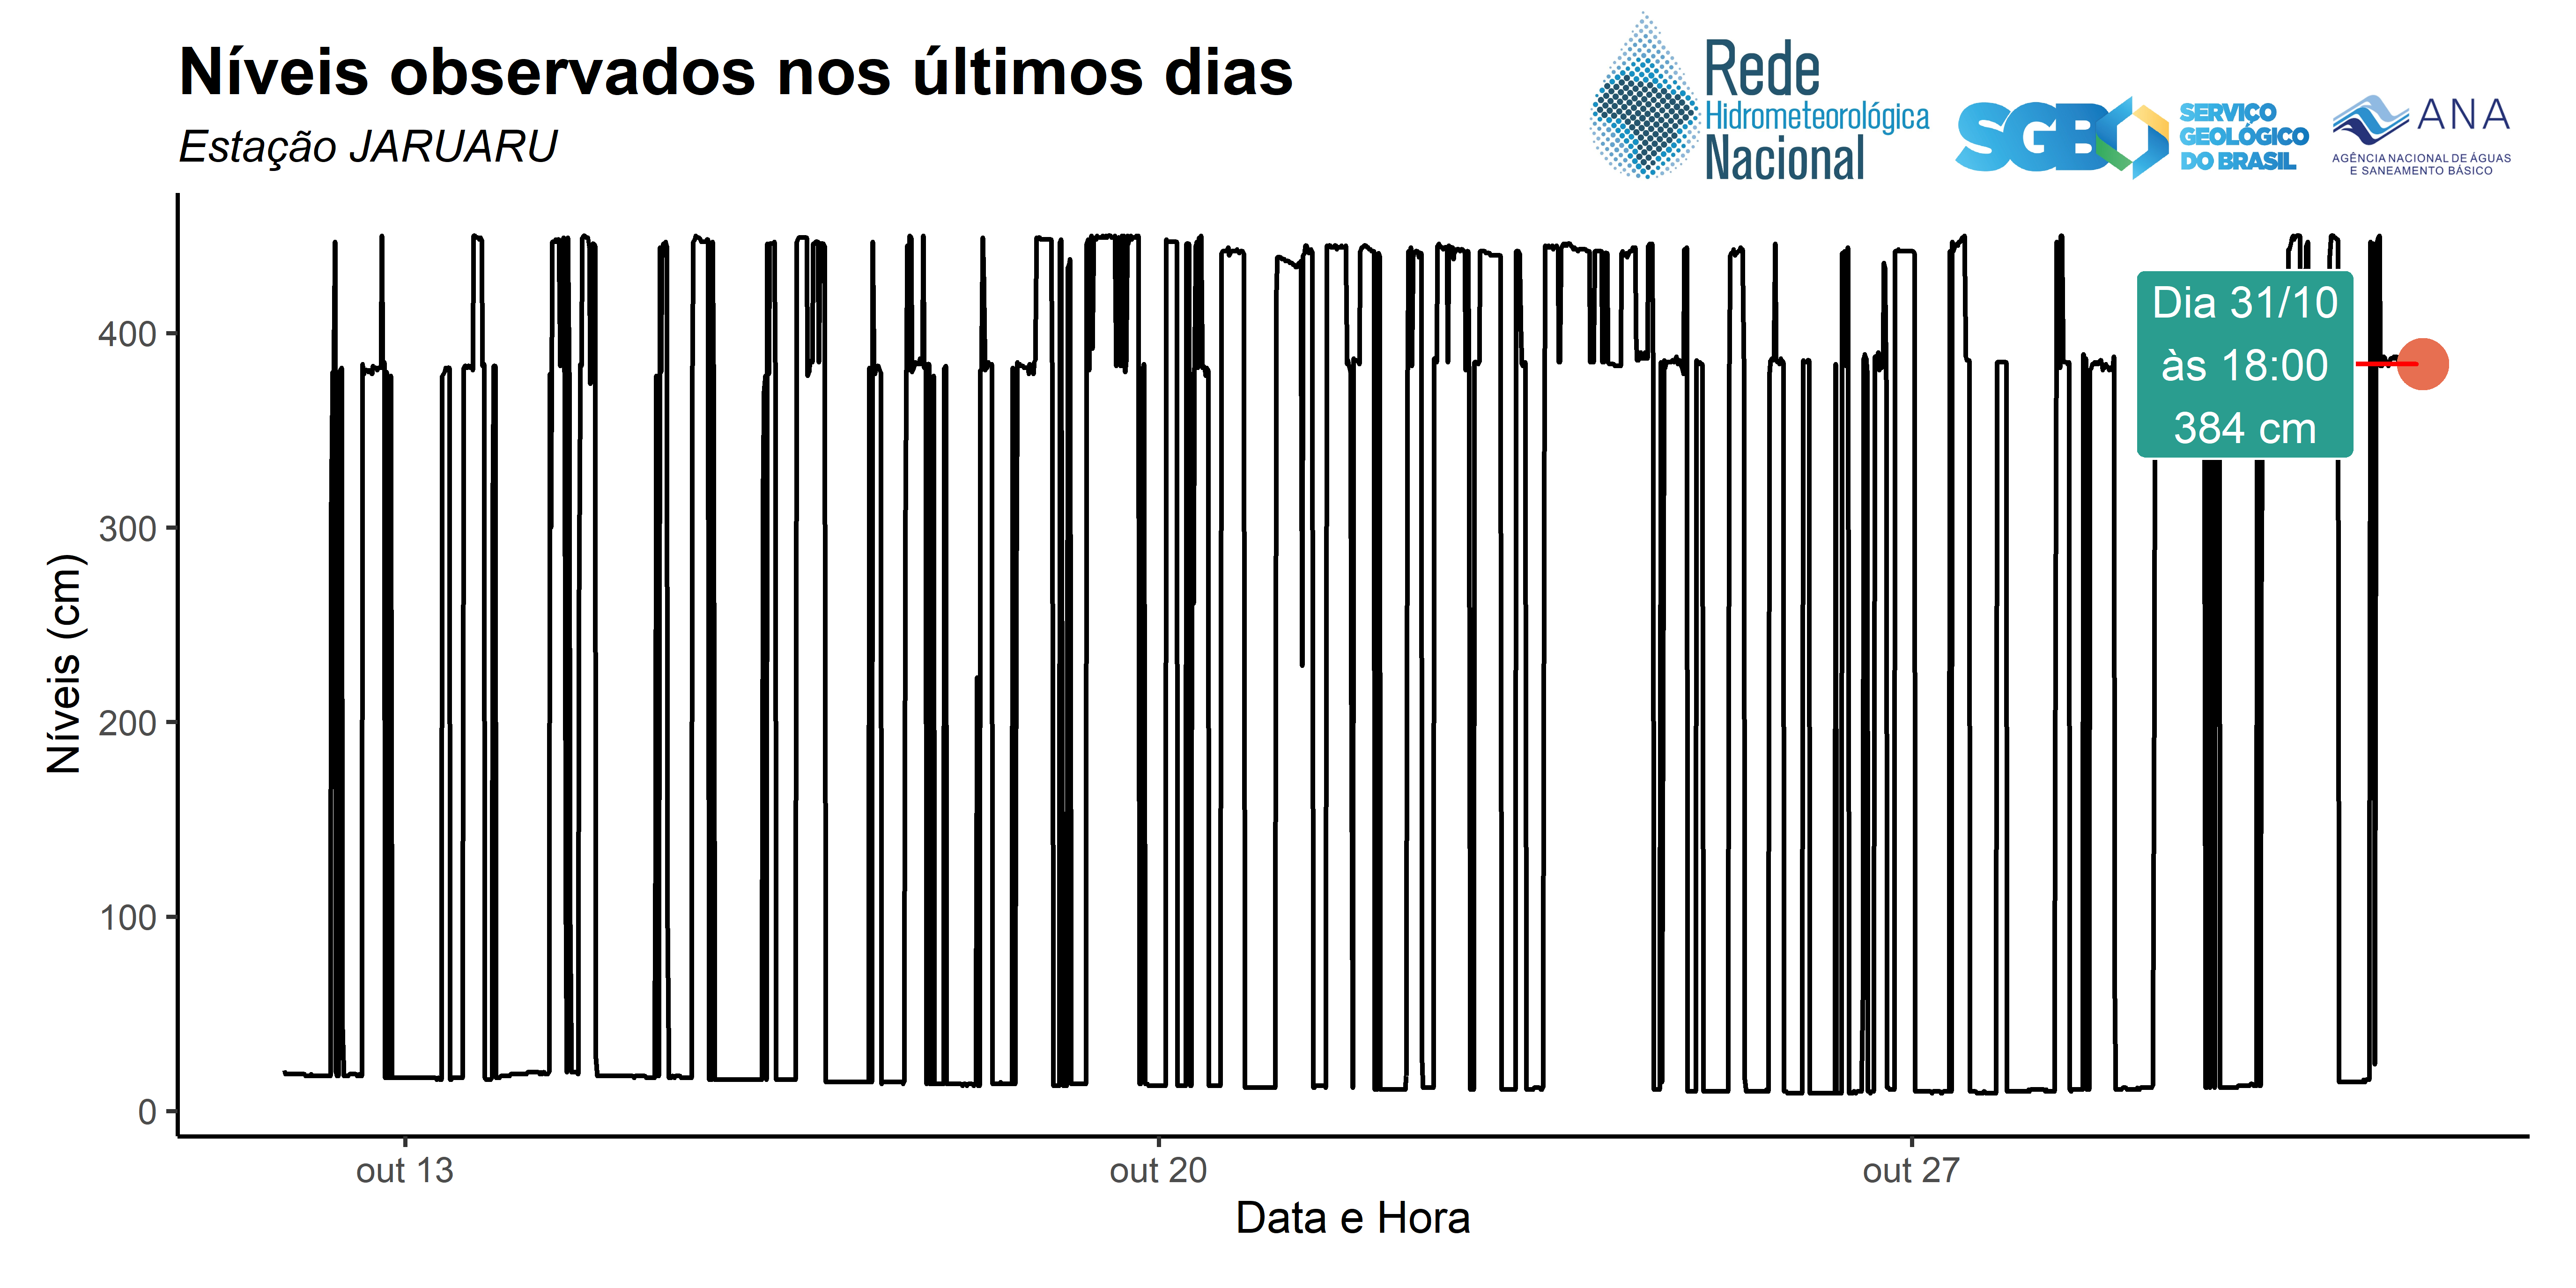 Níveis observados nos últimos dias
Estação JARUARU
Rede
Hidrometeorológica
Nacional
SGB
SERVIÇO
GEOLÓGICO
DO BRASIL
ANA
AGÊNCIA NACIONAL DE ÁGUAS
E SANEAMENTO BÁSICO
Níveis (cm)
400
300
200
100
0
Dia 31/10
às 18:00
384 cm
out 13
out 20
out 27
Data e Hora